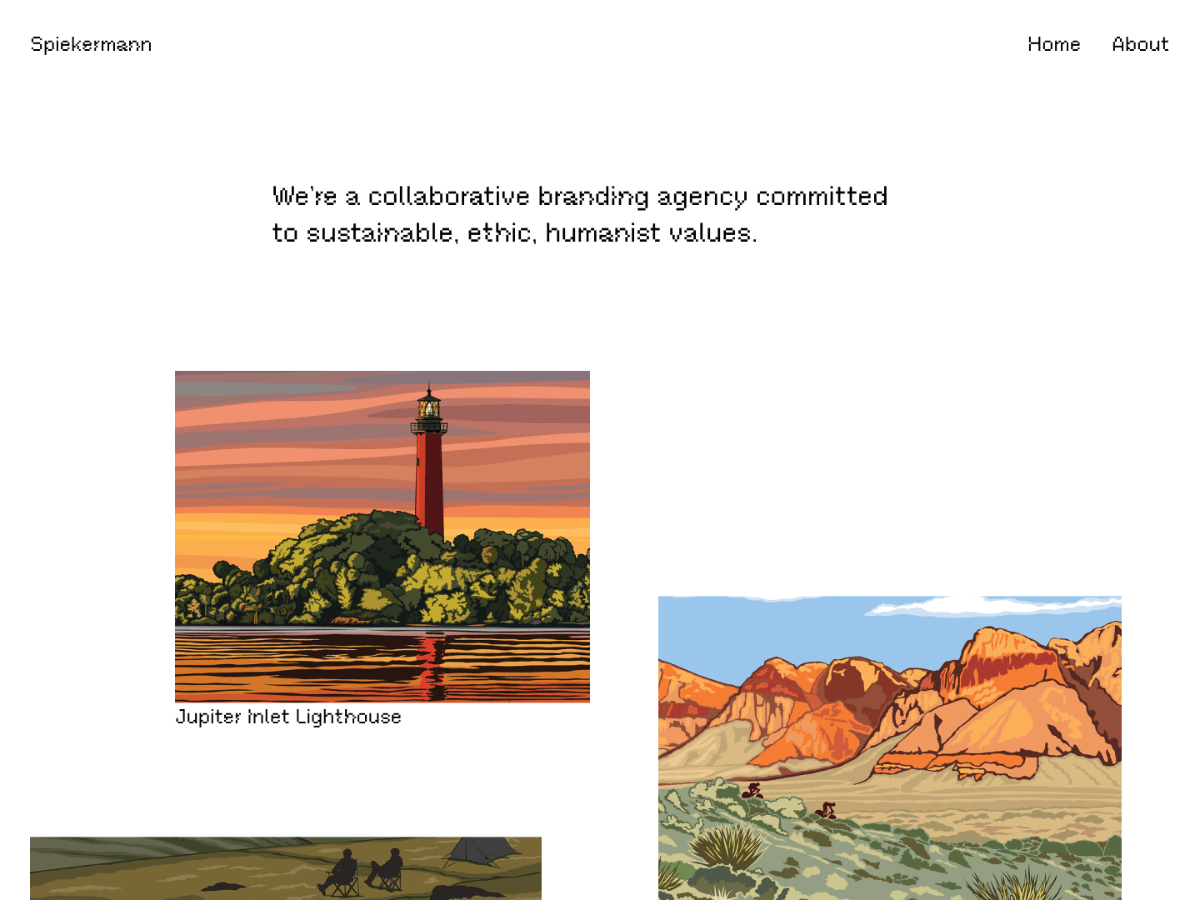 Spiekermann
Home
About
We're a collaborative branding agency committed
to sustainable, ethic, humanist values.
Jupiter Inlet Lighthouse